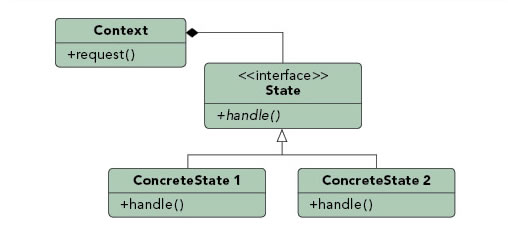 Context
+request()
<<interface>>
State
+handle()
ConcreteState 1
+handle()
ConcreteState 2
+handle()